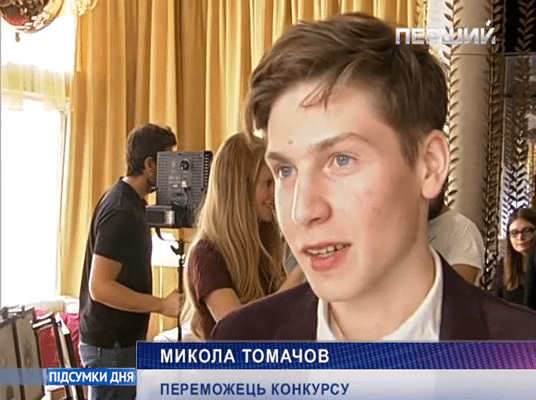 ПЕРШИЙ
МИКОЛА ТОМАЧОВ
ПІДСУМКИ ДНЯ
ПЕРЕМОЖЕЦЬ КОНКУРСУ